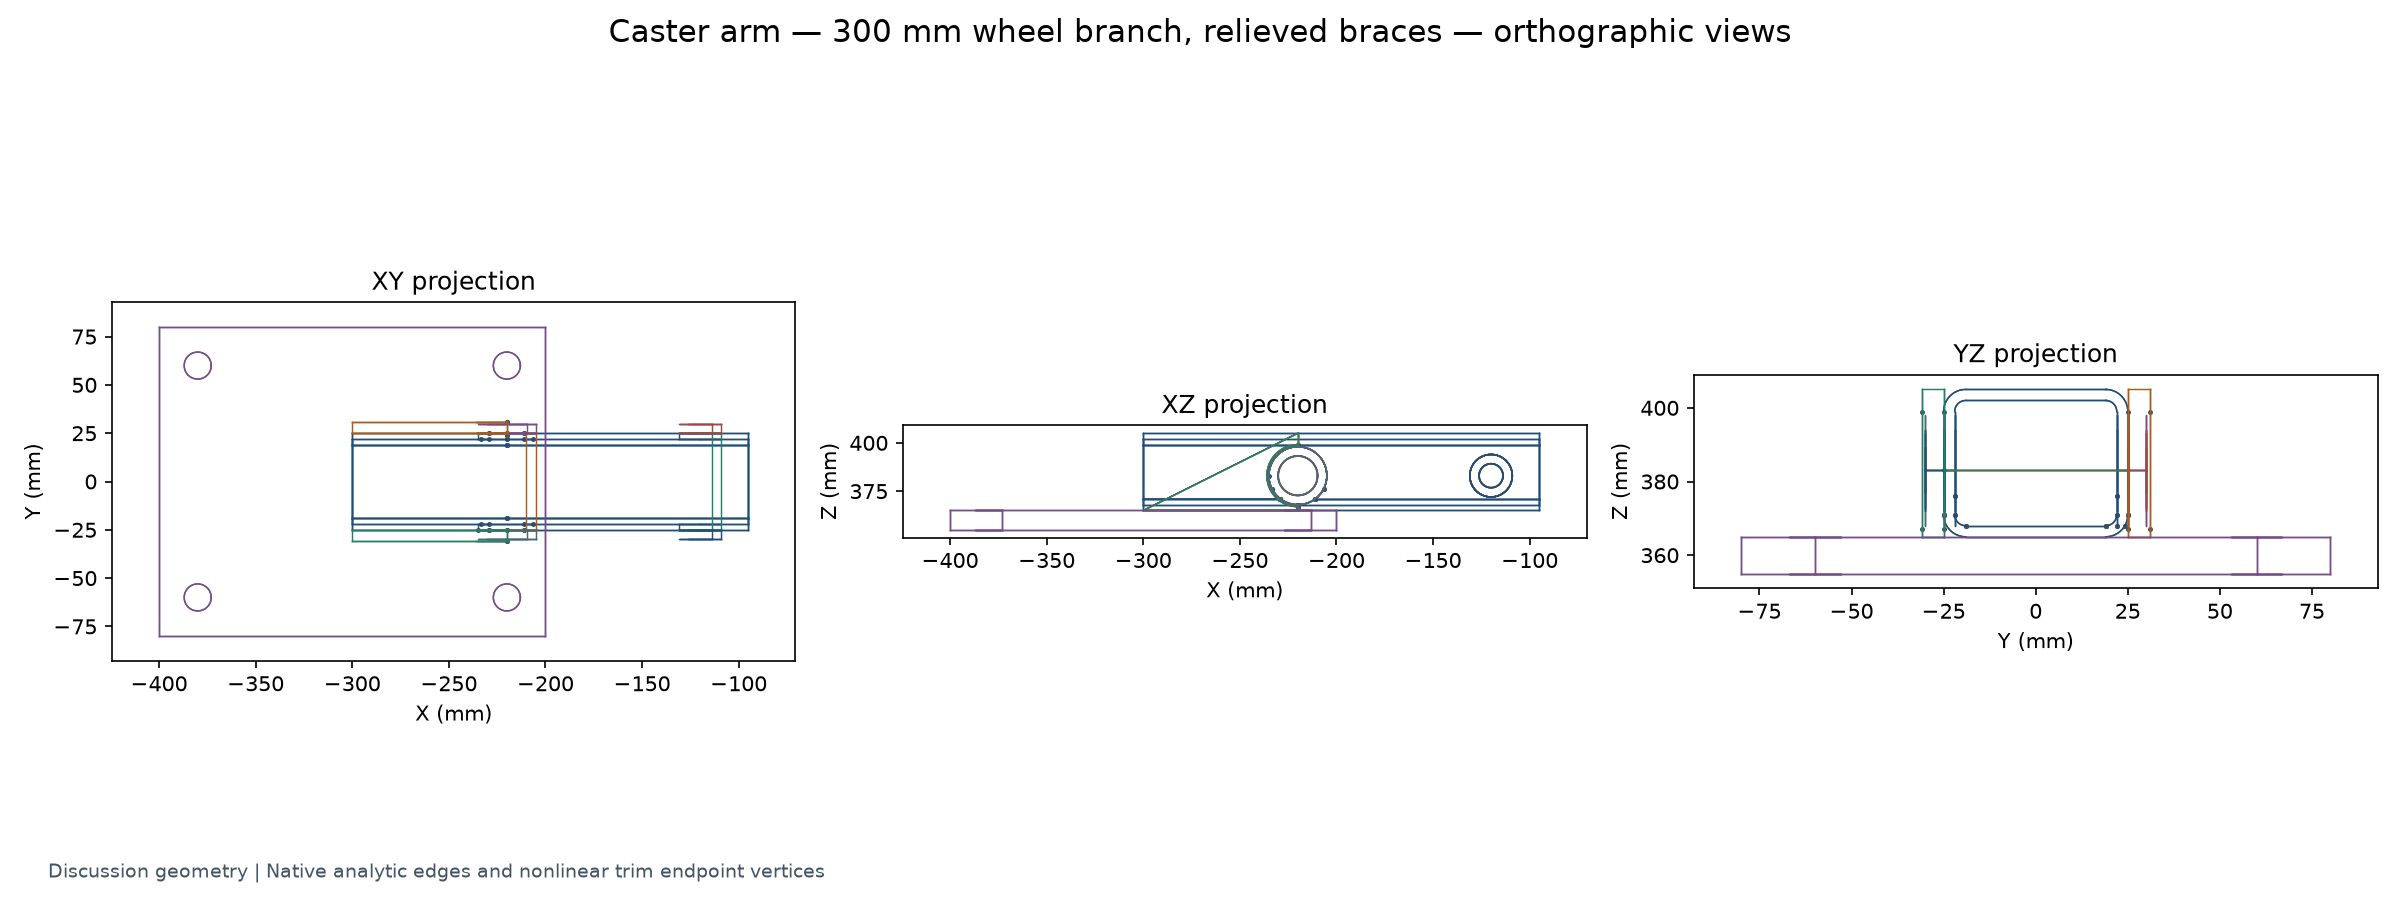 Caster arm — 300 mm wheel branch, relieved braces — orthographic views
XY projection
75
50
25
0
−25
−50
−75
Y (mm)
−400 −350 −300 −250 −200 −150 −100
X (mm)
XZ projection
400
375
Z (mm)
−400 −350 −300 −250 −200 −150 −100
X (mm)
YZ projection
400
380
360
Z (mm)
−75 −50 −25 0 25 50 75
Y (mm)
Discussion geometry | Native analytic edges and nonlinear trim endpoint vertices